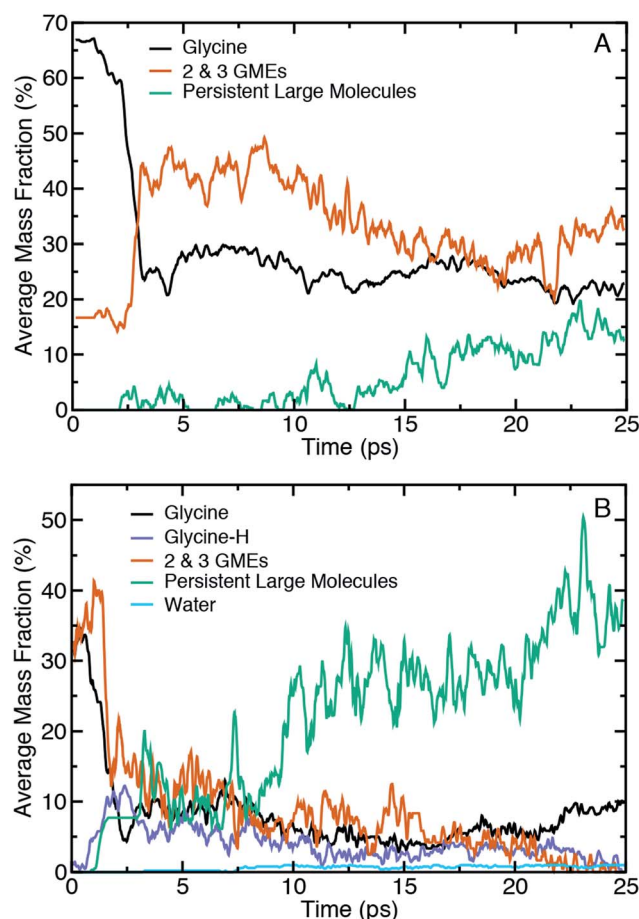 70
60
50
40
30
20
10
0
Average Mass Fraction (%)
Glycine
2 & 3 GMEs
Persistent Large Molecules
A
0 5 10 15 20 25
Time (ps)
50
40
30
20
10
0
Average Mass Fraction (%)
Glycine
Glycine-H
2 & 3 GMEs
Persistent Large Molecules
Water
B
0 5 10 15 20 25
Time (ps)